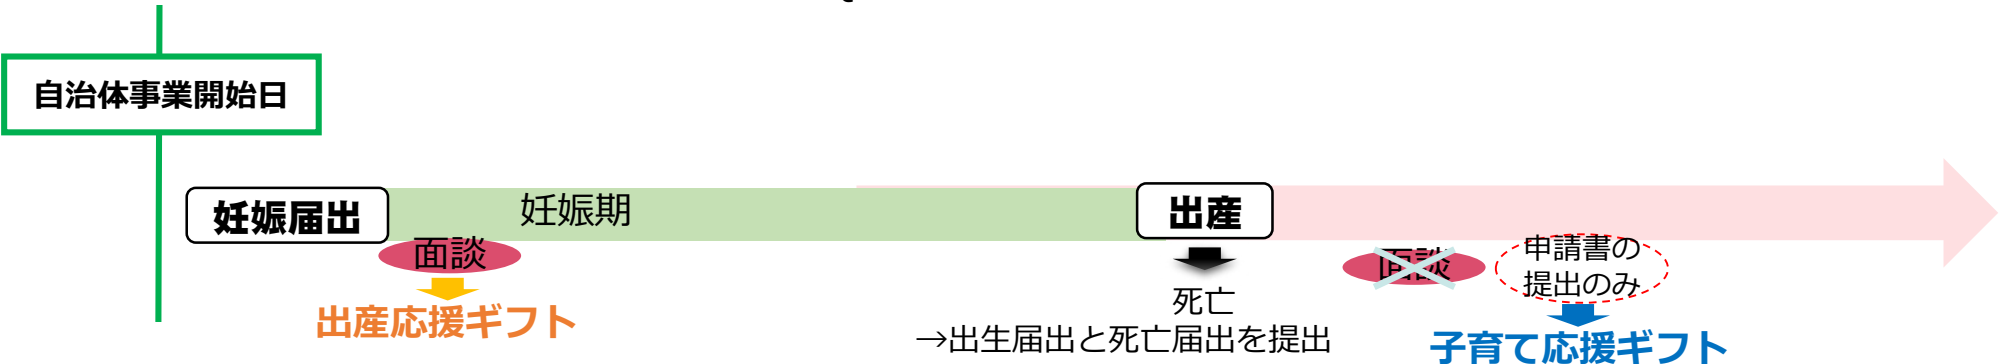 自治体事業開始日
妊娠届出
妊娠期
出産
面談
出産応援ギフト
死亡
→出生届出と死亡届出を提出
面談
申請書の
提出のみ
子育て応援ギフト